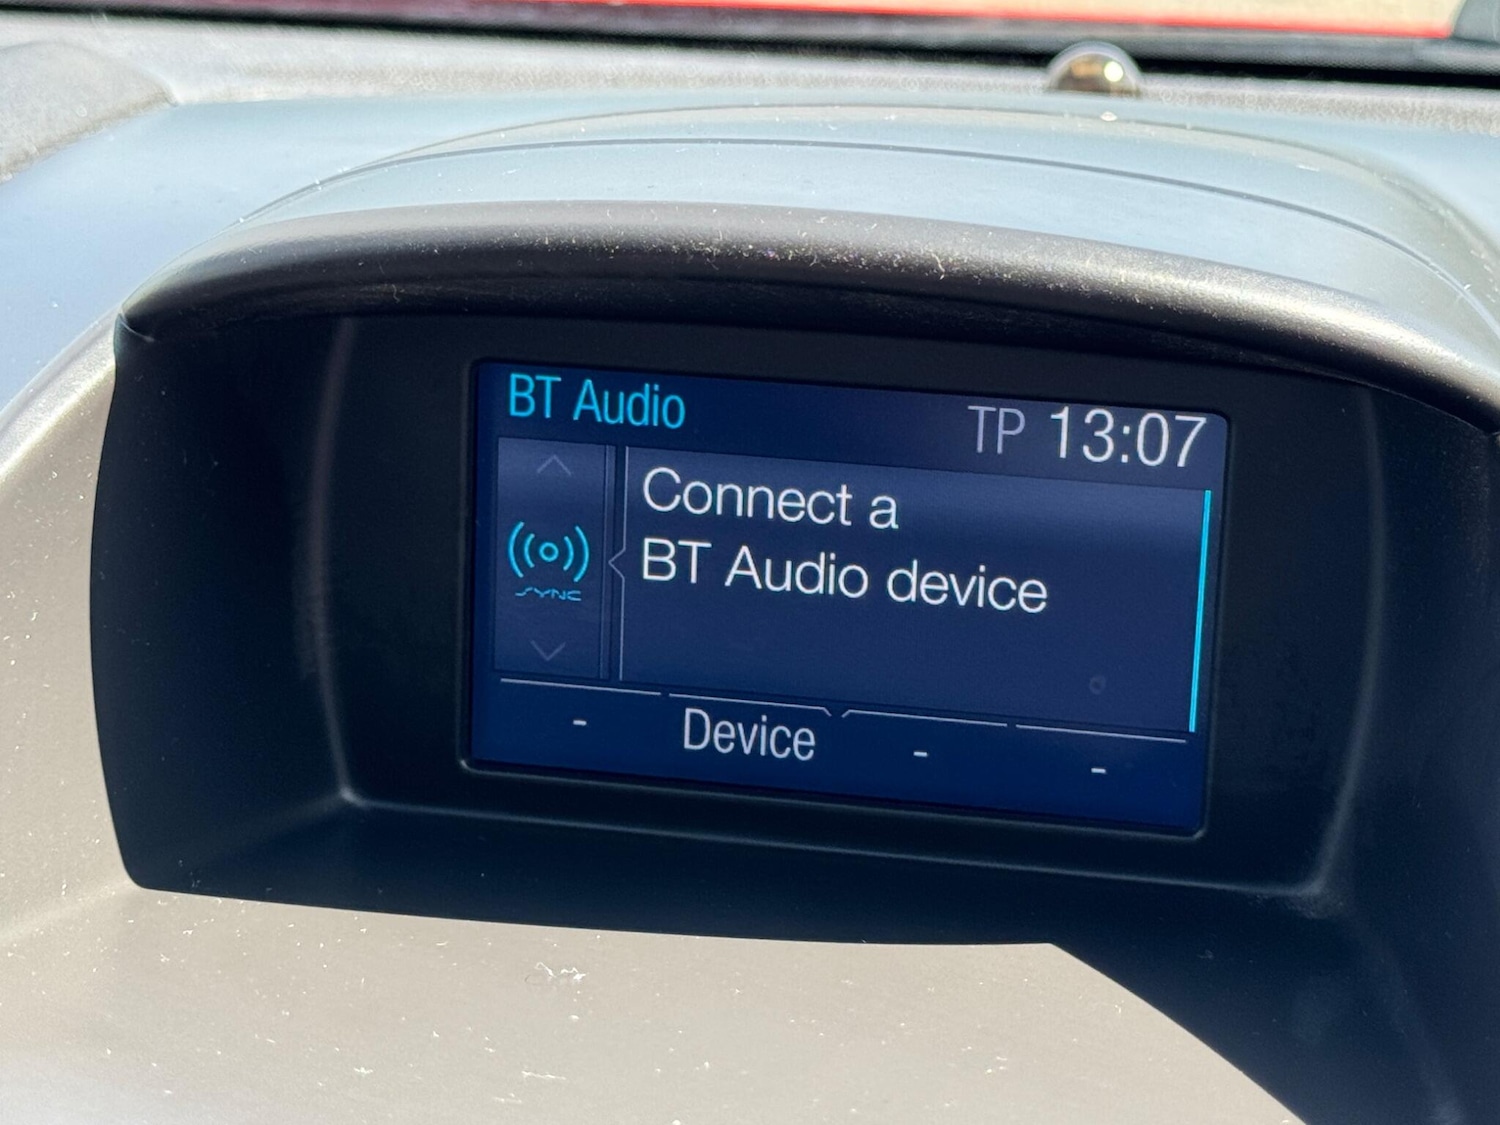 BT Audio TP 13:07
Connect a
BT Audio device
SYNC
- Device - -